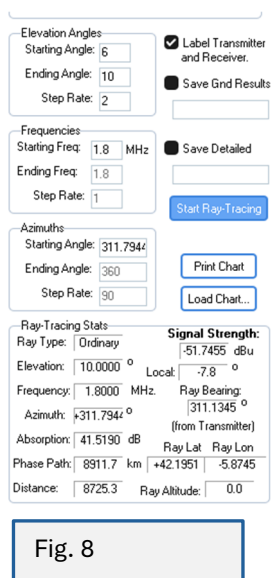 Elevation Angles
Starting Angle: 6
Ending Angle: 10
Step Rate: 2
Label Transmitter
and Receiver.
Save Gnd Results
Frequencies
Starting Freq: 1.8 MHz
Ending Freq: 1.8
Step Rate: 1
Save Detailed
Start Ray-Tracing
Azimuths
Starting Angle: 311.7944
Ending Angle: 360
Step Rate: 90
Print Chart
Load Chart...
Ray-Tracing Stats
Ray Type: Ordinary
Signal Strength:
-51.7455 dBu
Elevation: 10.0000 o
Local: -7.8 o
Frequency: 1.8000 MHz.
Ray Bearing:
311.1345 o
Azimuth: +311.7944 o
(from Transmitter)
Absorption: 41.5190 dB
Ray Lat Ray Lon
Phase Path: 8911.7 km +42.1951 -5.8745
Distance: 8725.3 Ray Altitude: 0.0
Fig. 8